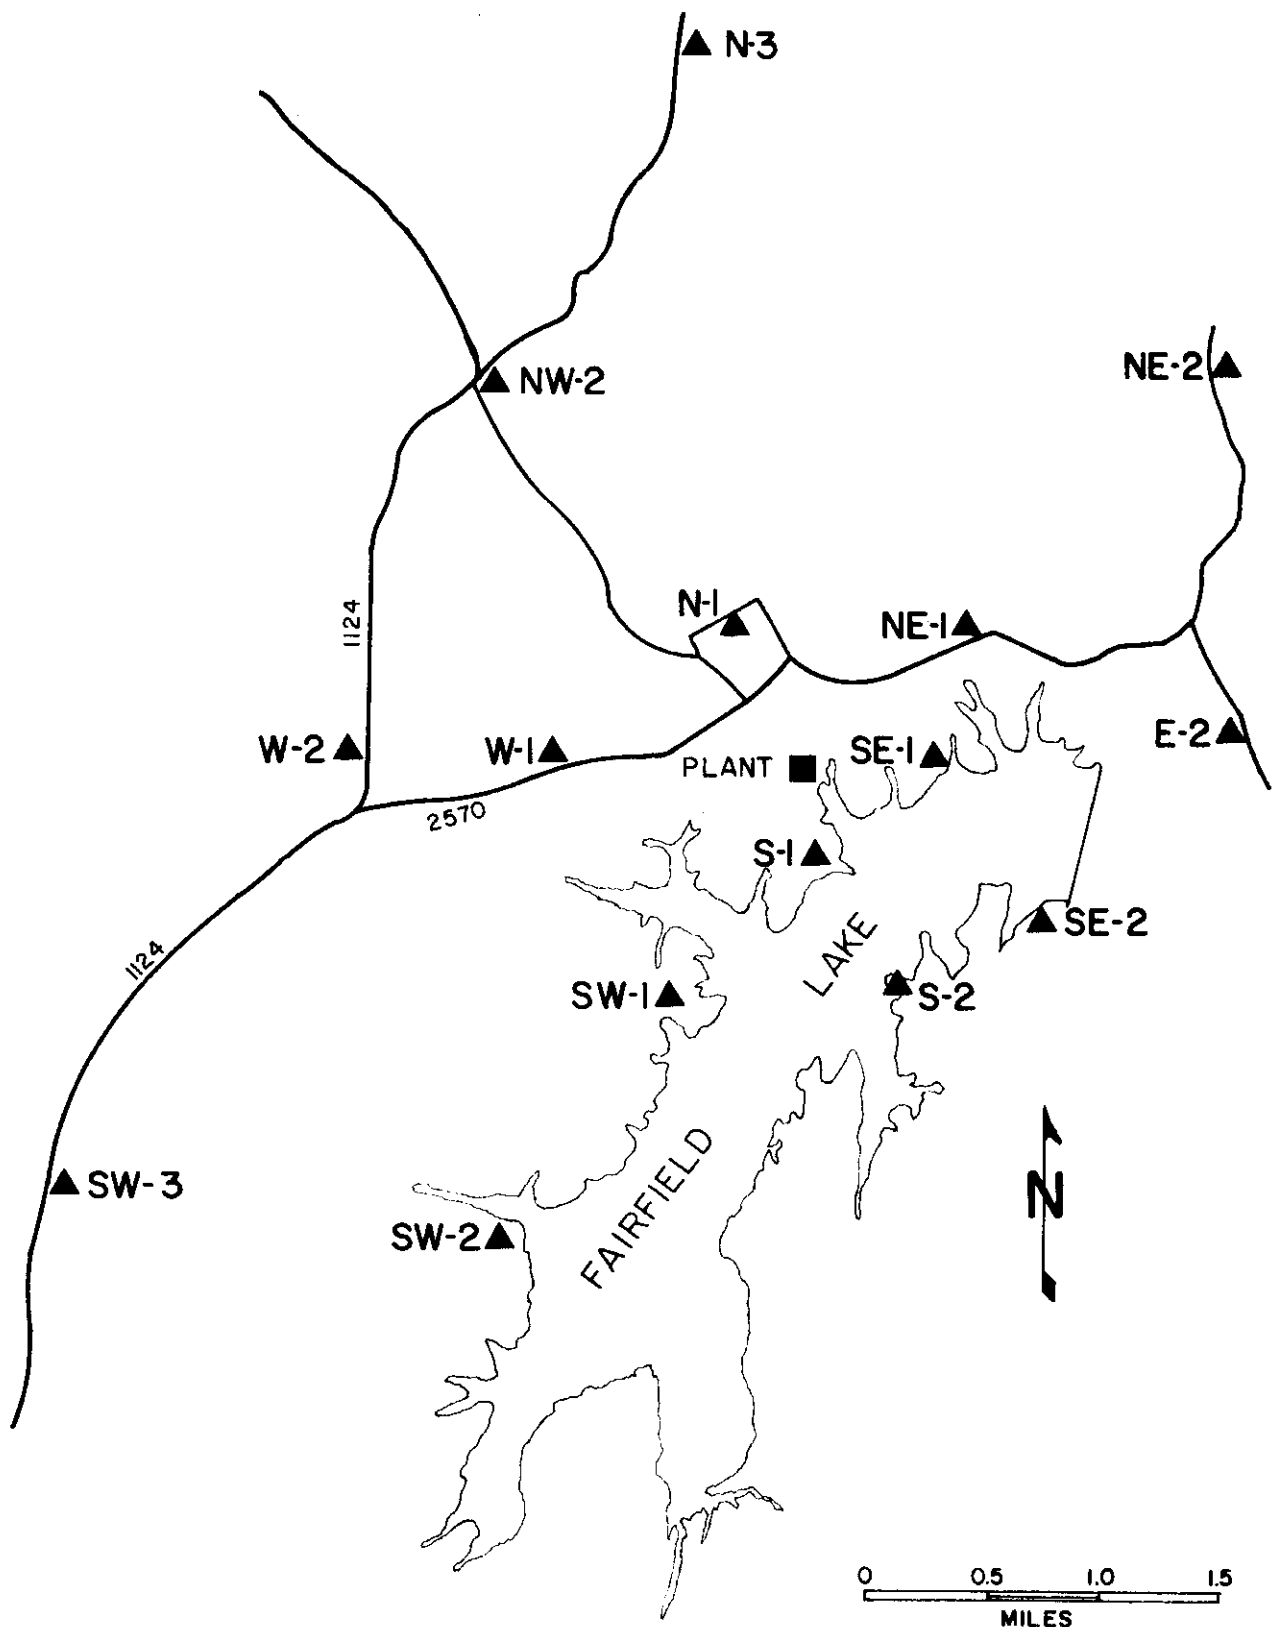 N-3
NW-2
NE-2
N-1
NE-1
1124
W-2
W-1
E-2
PLANT
SE-1
2570
S-1
SE-2
1124
LAKE
SW-1
S-2
FAIRFIELD
SW-3
N
SW-2
0 0.5 1.0 1.5
MILES